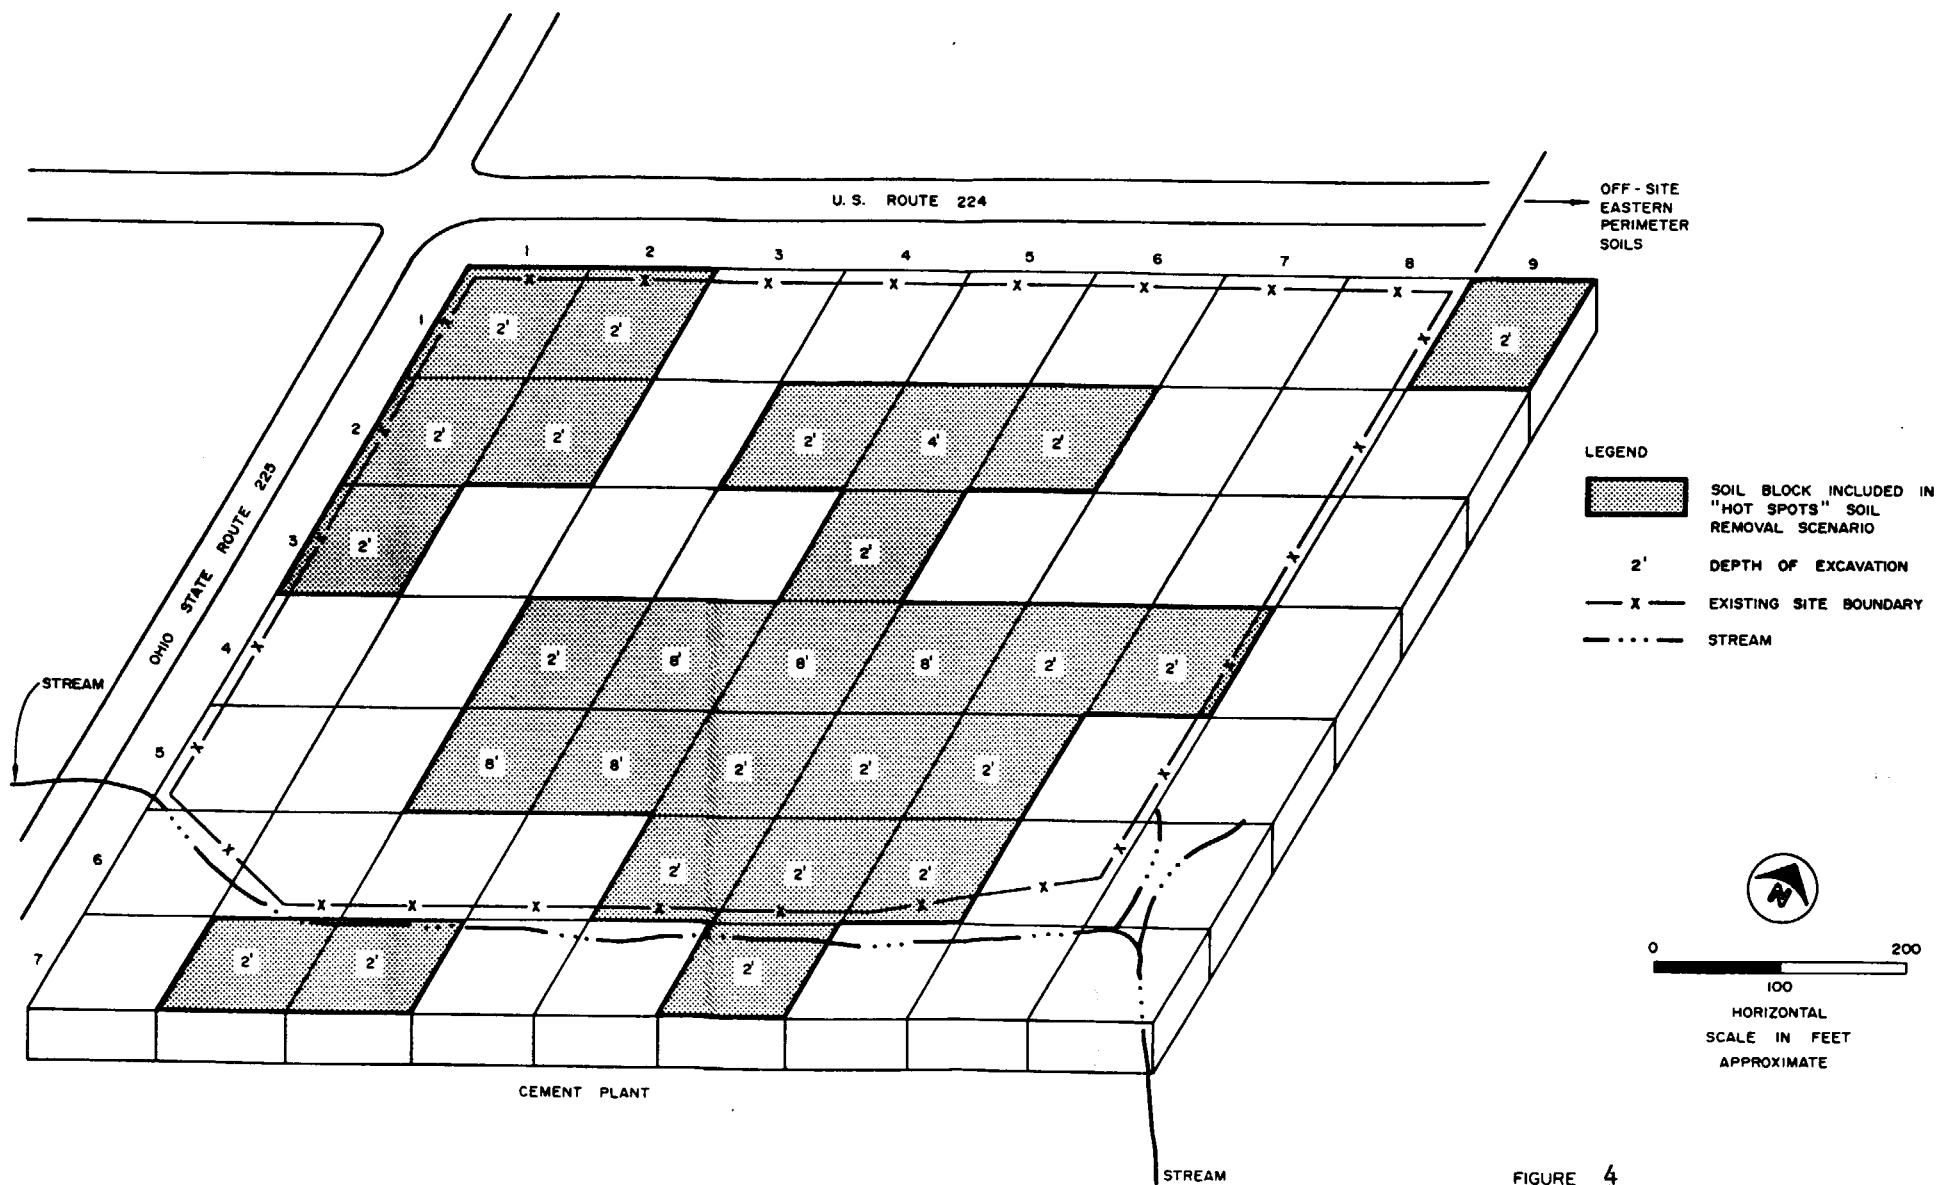 U. S. ROUTE 224
OFF - SITE
EASTERN
PERIMETER
SOILS
1 2 3 4 5 6 7 8 9
X X X X X X X X
1 X 2' 2' X 2'
2 X 2' 2' 2' 4' 2' X
3 X 2' 2' X
4 X 2' 8' 8' 8' 2' 2' X
5 X 8' 8' 2' 2' 2' X
6 X 2' 2' 2' X
X X X X X X X
7 2' 2' 2'
OHIO STATE ROUTE 225
STREAM
CEMENT PLANT
STREAM
LEGEND
SOIL BLOCK INCLUDED IN
"HOT SPOTS" SOIL
REMOVAL SCENARIO
2' DEPTH OF EXCAVATION
X EXISTING SITE BOUNDARY
STREAM
N
0 200
100
HORIZONTAL
SCALE IN FEET
APPROXIMATE
FIGURE 4